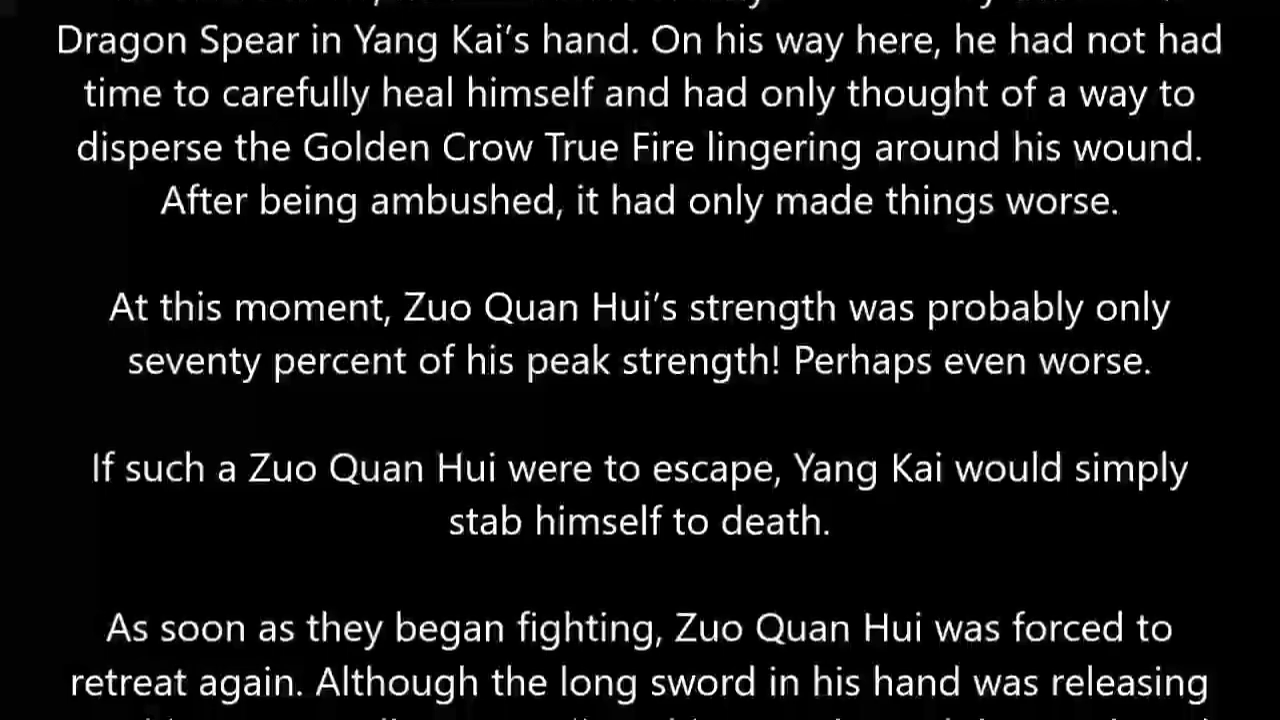 Dragon Spear in Yang Kai’s hand. On his way here, he had not had
time to carefully heal himself and had only thought of a way to
disperse the Golden Crow True Fire lingering around his wound.
After being ambushed, it had only made things worse.
At this moment, Zuo Quan Hui’s strength was probably only
seventy percent of his peak strength! Perhaps even worse.
If such a Zuo Quan Hui were to escape, Yang Kai would simply
stab himself to death.
As soon as they began fighting, Zuo Quan Hui was forced to
retreat again. Although the long sword in his hand was releasing